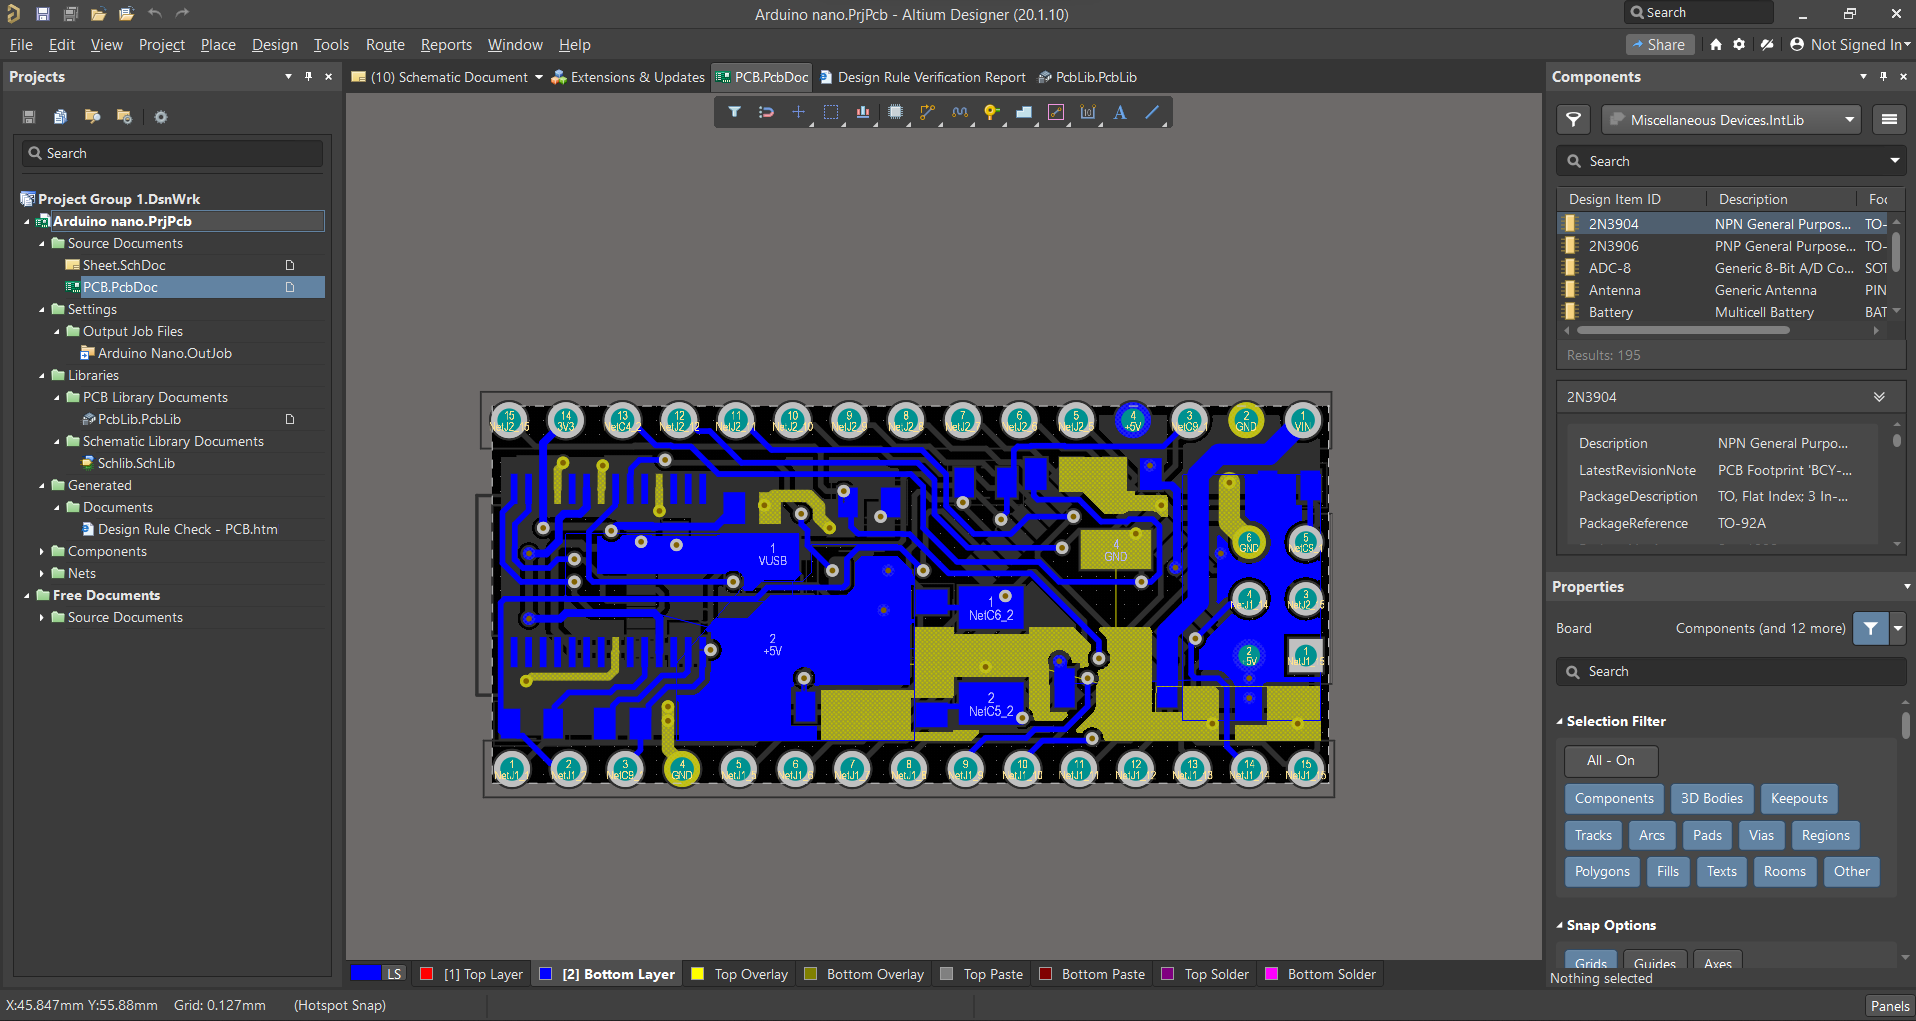 Arduino nano.PrjPcb - Altium Designer (20.1.10)
Search
File Edit View Project Place Design Tools Route Reports Window Help
Share
Not Signed In
Projects
(10) Schematic Document
Extensions & Updates
PCB.PcbDoc
Design Rule Verification Report
PcbLib.PcbLib
Search
Project Group 1.DsnWrk
Arduino nano.PrjPcb
Source Documents
Sheet.SchDoc
PCB.PcbDoc
Settings
Output Job Files
Arduino Nano.OutJob
Libraries
PCB Library Documents
PcbLib.PcbLib
Schematic Library Documents
Schlib.SchLib
Generated
Documents
Design Rule Check - PCB.htm
Components
Nets
Free Documents
Source Documents
15 14 13 12 11 10 9 8 7 6 5 4 3 2 1
3V3 NetC4_2 +5V GND VIN
1
VUSB
4
GND
6
GND
5
1
NetC6_2
4 3
2
+5V
2
+5V
1
2
NetC5_2
1 2 3 4 5 6 7 8 9 10 11 12 13 14 15
GND
Components
Miscellaneous Devices.IntLib
Search
Design Item ID Description
2N3904 NPN General Purpos... TO-
2N3906 PNP General Purpose... TO-
ADC-8 Generic 8-Bit A/D Co... SOT
Antenna Generic Antenna PIN
Battery Multicell Battery BAT
Results: 195
2N3904
Description NPN General Purpo...
LatestRevisionNote PCB Footprint 'BCY-...
PackageDescription TO, Flat Index; 3 In-...
PackageReference TO-92A
Properties
Board Components (and 12 more)
Search
Selection Filter
All - On
Components 3D Bodies Keepouts
Tracks Arcs Pads Vias Regions
Polygons Fills Texts Rooms Other
Snap Options
Grids Guides Axes
Nothing selected
LS [1] Top Layer [2] Bottom Layer Top Overlay Bottom Overlay Top Paste Bottom Paste Top Solder Bottom Solder
X:45.847mm Y:55.88mm Grid: 0.127mm (Hotspot Snap)
Panels